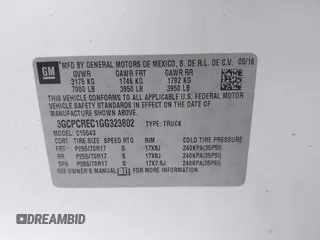 GM
MFD BY GENERAL MOTORS DE MEXICO, S. DE R.L. DE C.V. 05/16
GVWR GAWR FRT GAWR RR
3175 KG 1746 KG 1792 KG
7000 LB 3850 LB 3950 LB
THIS VEHICLE CONFORMS TO ALL APPLICABLE U.S. FEDERAL MOTOR
VEHICLE SAFETY STANDARDS IN EFFECT ON THE DATE OF
MANUFACTURE SHOWN ABOVE.
3GCPCREC1GG323802 TYPE: TRUCK
MODEL: C15543
TIRE SIZE SPEED RTG RIM COLD TIRE PRESSURE
FRT - P255/70R17 S 17X8J 240KPA(35PSI)
RR - P255/70R17 S 17X8J 240KPA(35PSI)
SPA - P255/70R17 S 17X7.5J 240KPA(35PSI)
SEE OWNER'S MANUAL FOR ADDITIONAL INFORMATION.
DRIVE